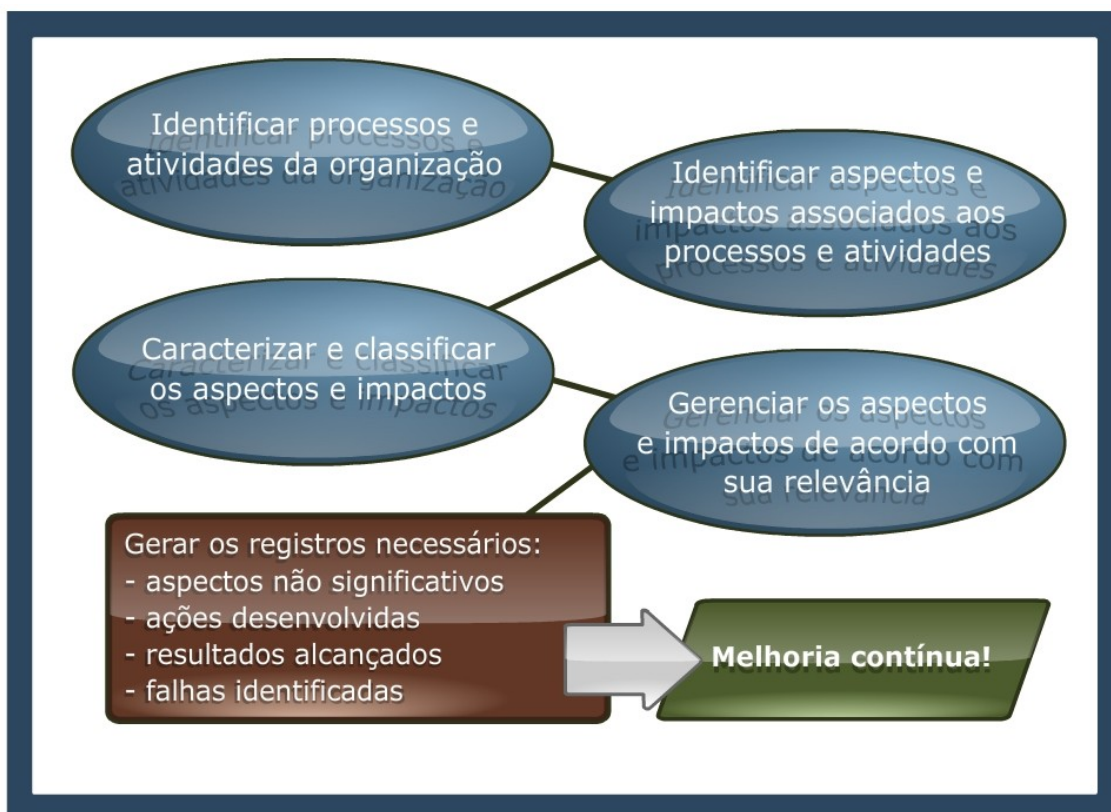 Identificar processos e
atividades da organização
Identificar aspectos e
impactos associados aos
processos e atividades
Caracterizar e classificar
os aspectos e impactos
Gerenciar os aspectos
e impactos de acordo com
sua relevância
Gerar os registros necessários:
- aspectos não significativos
- ações desenvolvidas
- resultados alcançados
- falhas identificadas
Melhoria contínua!